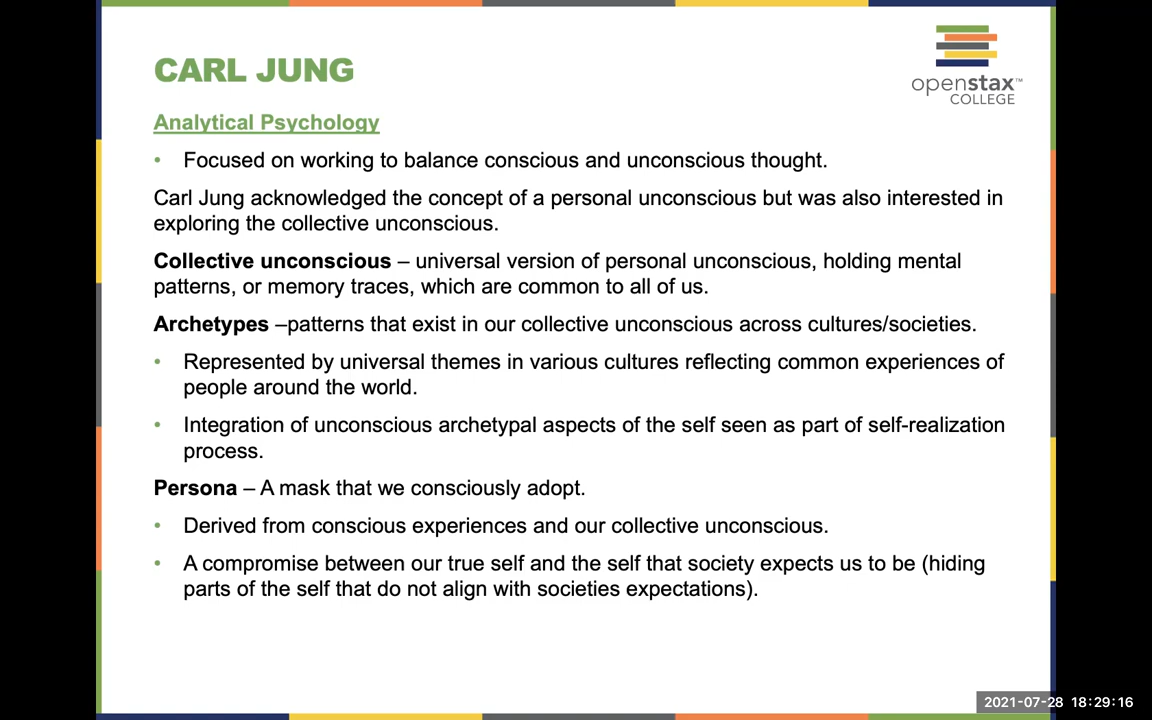 CARL JUNG
openstax™
COLLEGE
Analytical Psychology
• Focused on working to balance conscious and unconscious thought.
Carl Jung acknowledged the concept of a personal unconscious but was also interested in
exploring the collective unconscious.
Collective unconscious – universal version of personal unconscious, holding mental
patterns, or memory traces, which are common to all of us.
Archetypes –patterns that exist in our collective unconscious across cultures/societies.
• Represented by universal themes in various cultures reflecting common experiences of
people around the world.
• Integration of unconscious archetypal aspects of the self seen as part of self-realization
process.
Persona – A mask that we consciously adopt.
• Derived from conscious experiences and our collective unconscious.
• A compromise between our true self and the self that society expects us to be (hiding
parts of the self that do not align with societies expectations).
2021-07-28 18:29:16